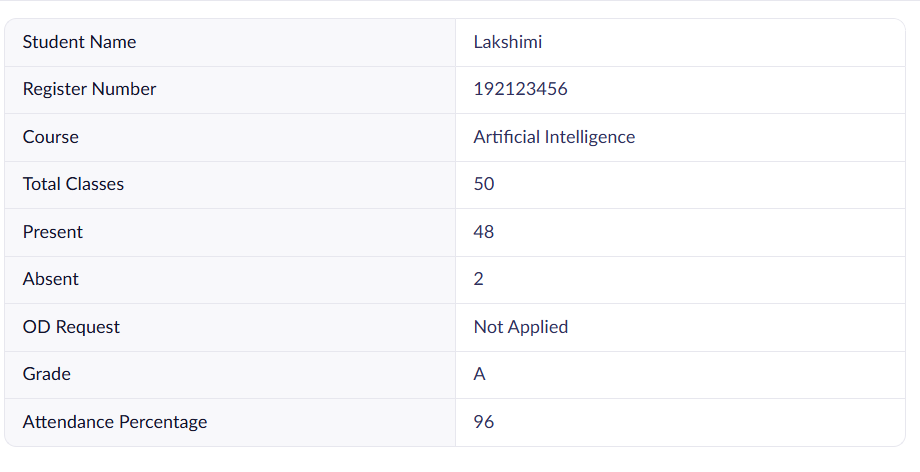 Student Name Lakshimi
Register Number 192123456
Course Artificial Intelligence
Total Classes 50
Present 48
Absent 2
OD Request Not Applied
Grade A
Attendance Percentage 96